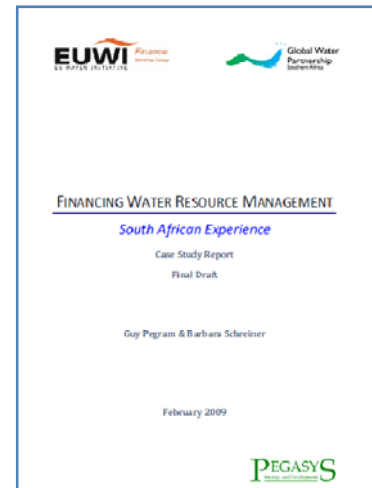 EUWI Finance
Working Group
EU WATER INITIATIVE
Global Water
Partnership
Southern Africa
FINANCING WATER RESOURCE MANAGEMENT
South African Experience
Case Study Report
Final Draft
Guy Pegram & Barbara Schreiner
February 2009
PEGASYS